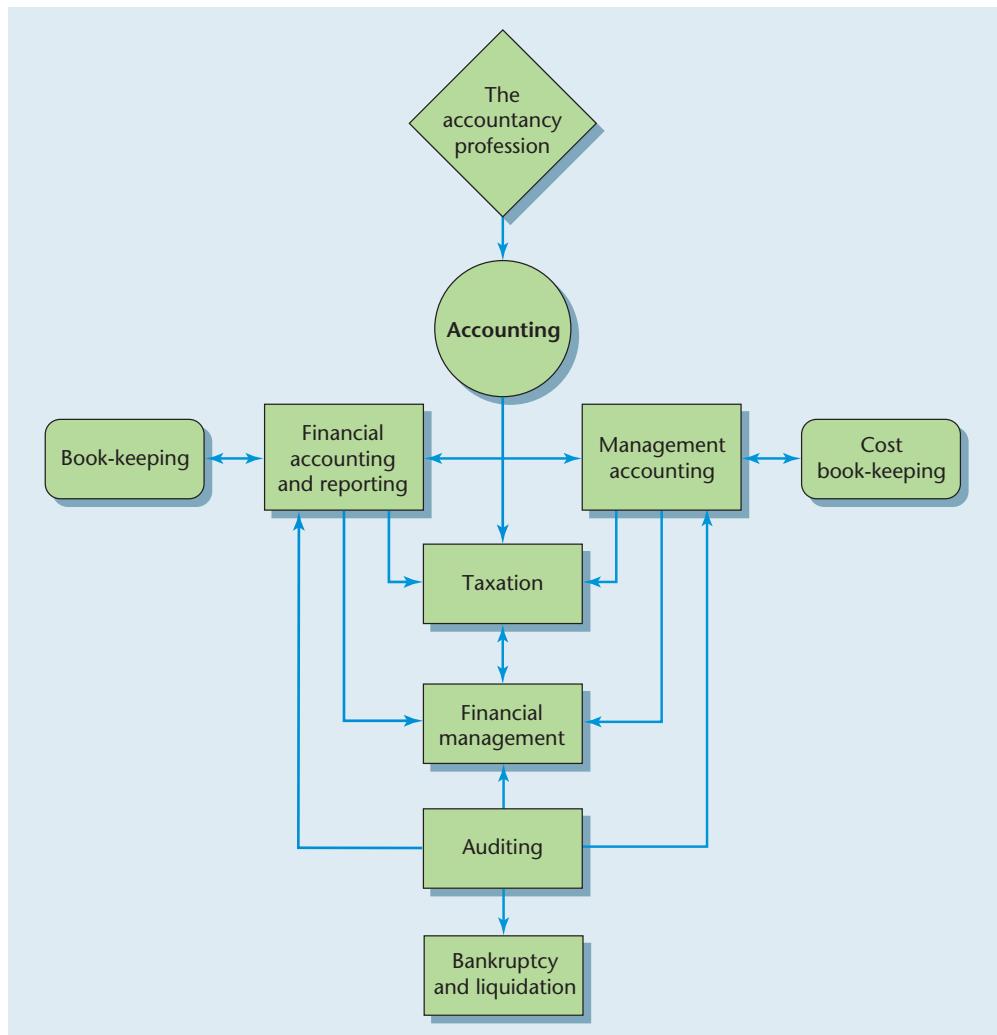 The
accountancy
profession
Accounting
Book-keeping
Financial
accounting
and reporting
Management
accounting
Cost
book-keeping
Taxation
Financial
management
Auditing
Bankruptcy
and liquidation